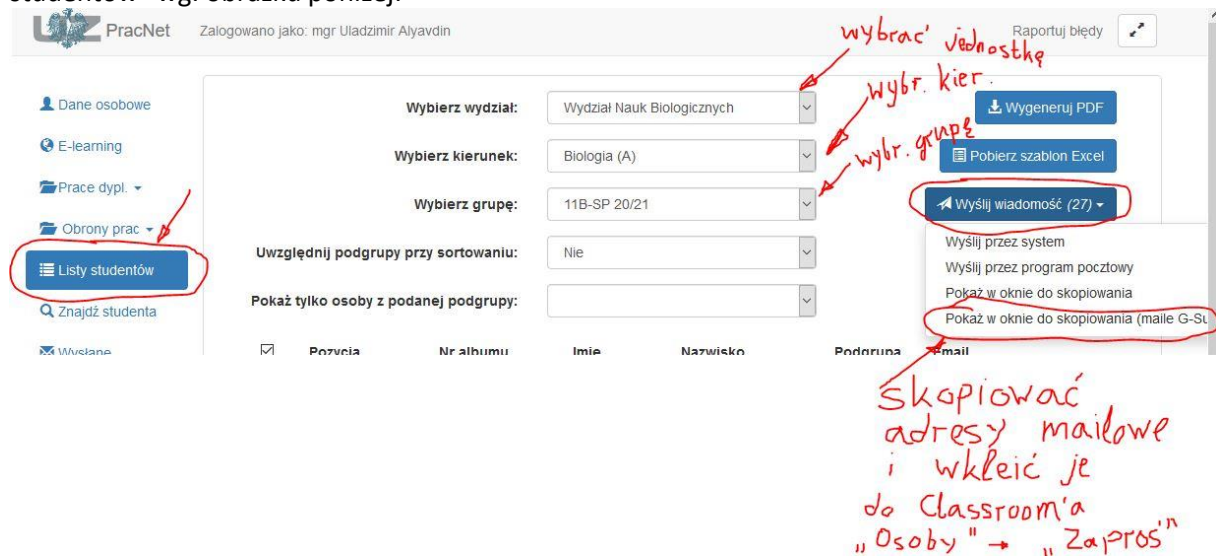 PracNet Zalogowano jako: mgr Uladzimir Alyavdin Raportuj błędy
wybrać jednostkę
Dane osobowe
Wybierz wydział: Wydział Nauk Biologicznych
wybr. kier.
Wygeneruj PDF
E-learning
Wybierz kierunek: Biologia (A)
wybr. grupę
Pobierz szablon Excel
Prace dypl.
Wybierz grupę: 11B-SP 20/21
Wyślij wiadomość (27)
Obrony prac
Wyślij przez system
Listy studentów
Uwzględnij podgrupy przy sortowaniu: Nie
Wyślij przez program pocztowy
Pokaż tylko osoby z podanej podgrupy:
Pokaż w oknie do skopiowania
Znajdź studenta
Pokaż w oknie do skopiowania (maile G-Su
Wysłane
Pozycja Nr albumu Imię Nazwisko Podgrupa Email
skopiować
adresy mailowe
i wkleić je
do Classroom'a
„Osoby" → „Zaproś"